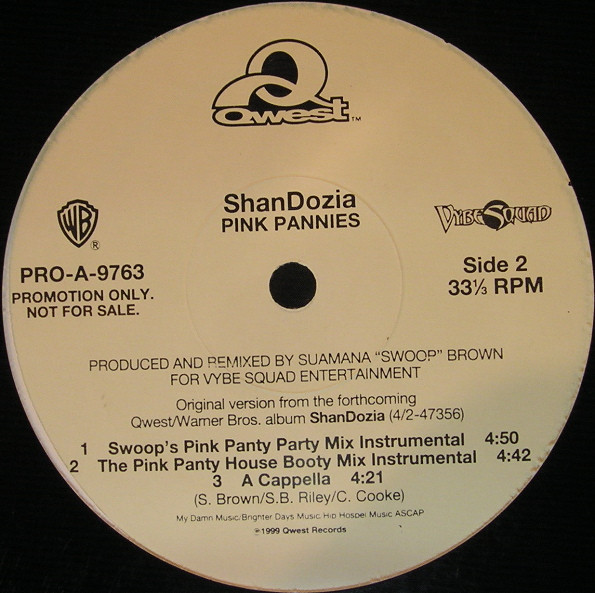 Qwest™
ShanDozia
PINK PANNIES
WB®
VYBE SQUAD
PRO-A-9763
PROMOTION ONLY.
NOT FOR SALE.
Side 2
33⅓ RPM
PRODUCED AND REMIXED BY SUAMANA "SWOOP" BROWN
FOR VYBE SQUAD ENTERTAINMENT
Original version from the forthcoming
Qwest/Warner Bros. album ShanDozia (4/2-47356)
1 Swoop's Pink Panty Party Mix Instrumental 4:50
2 The Pink Panty House Booty Mix Instrumental 4:42
3 A Cappella 4:21
(S. Brown/S.B. Riley/C. Cooke)
My Damn Music/Brighter Days Music, Hip Hospel Music ASCAP
℗1999 Qwest Records